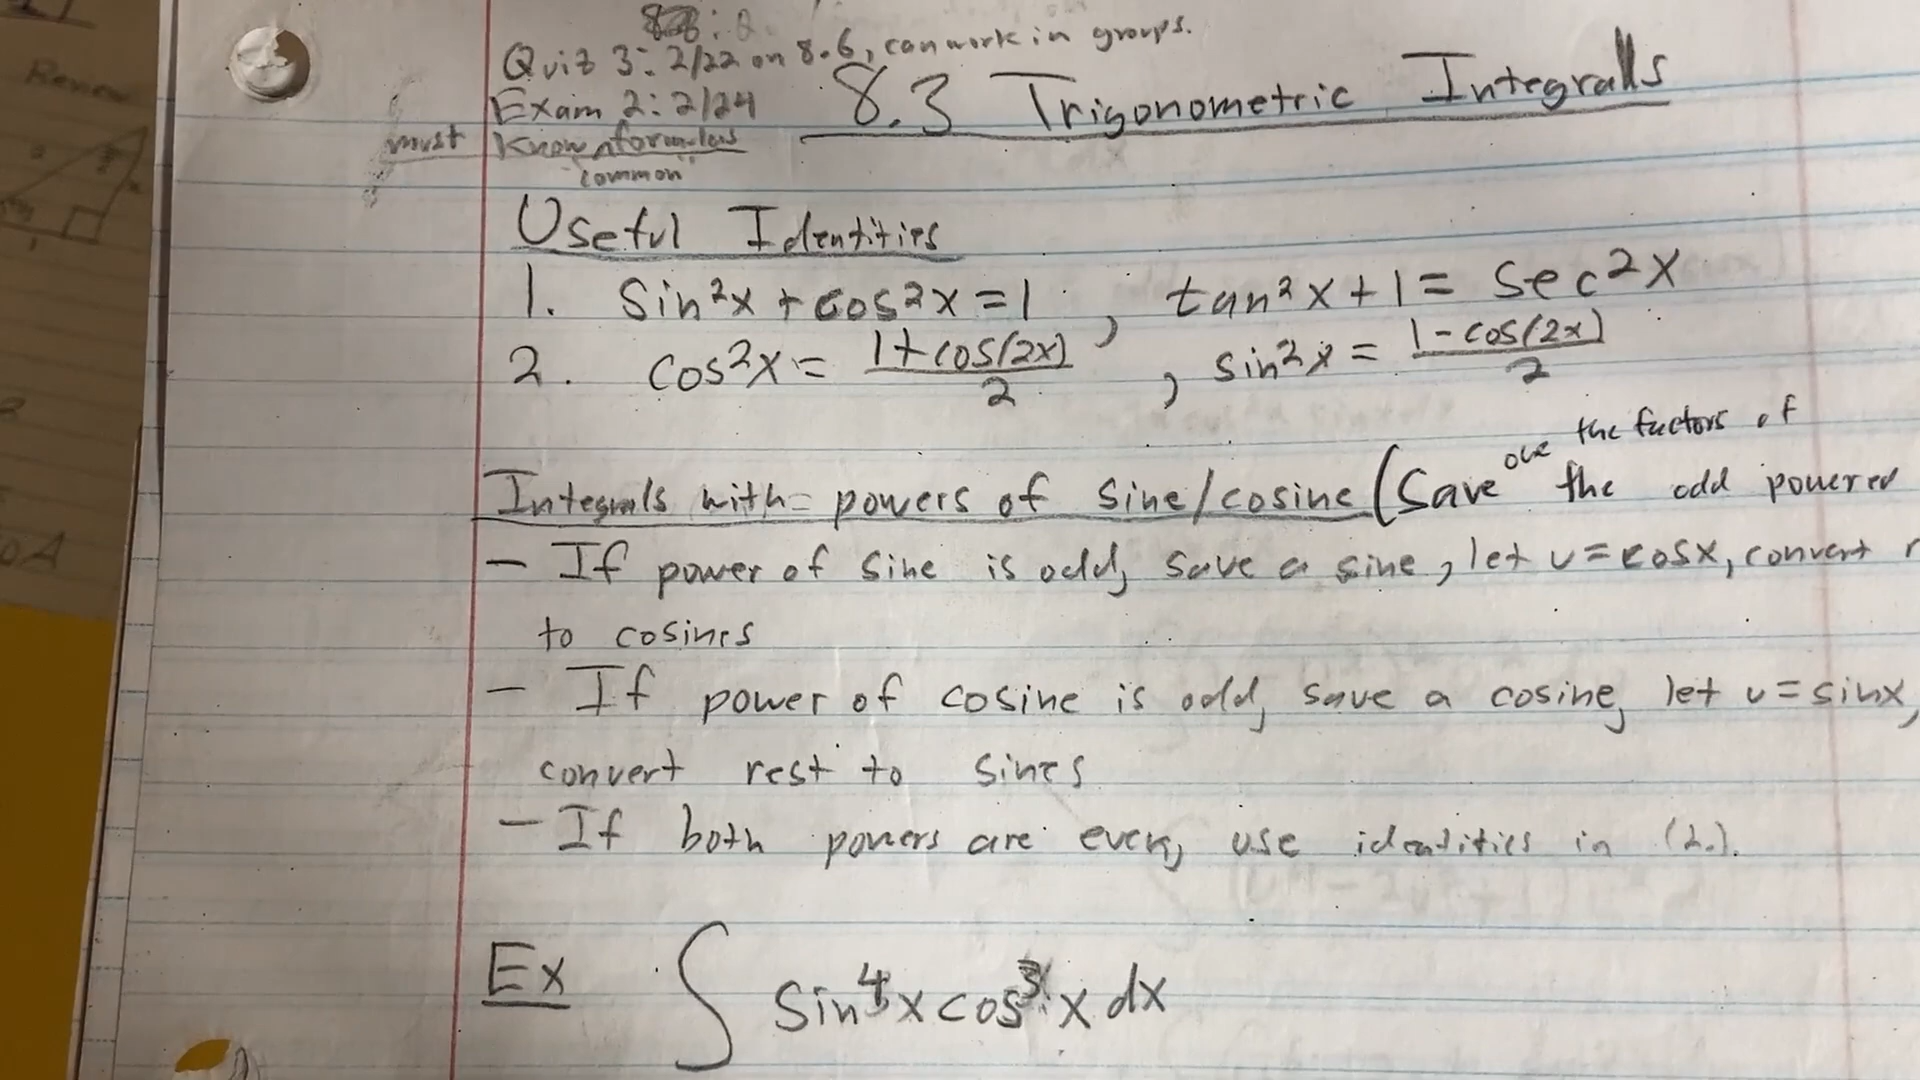 Quiz 3: 2/22 on 8.6, can work in groups.
Exam 2: 2/24
must know formulas
common
8.3 Trigonometric Integralls
Useful Identities
1. Sin²x + cos²x = 1, tan²x + 1 = sec²x
2. cos²x = 1+cos(2x)/2, sin²x = 1-cos(2x)/2
the factors of
Integrals with powers of sine/cosine (Save one the odd powered
- If power of sine is odd, save a sine, let u=cosx, convert r
to cosines
- If power of cosine is odd, save a cosine, let u=sinx,
convert rest to sines
- If both powers are even, use identities in (2.).
Ex ∫ sin⁴x cos³x dx
Review